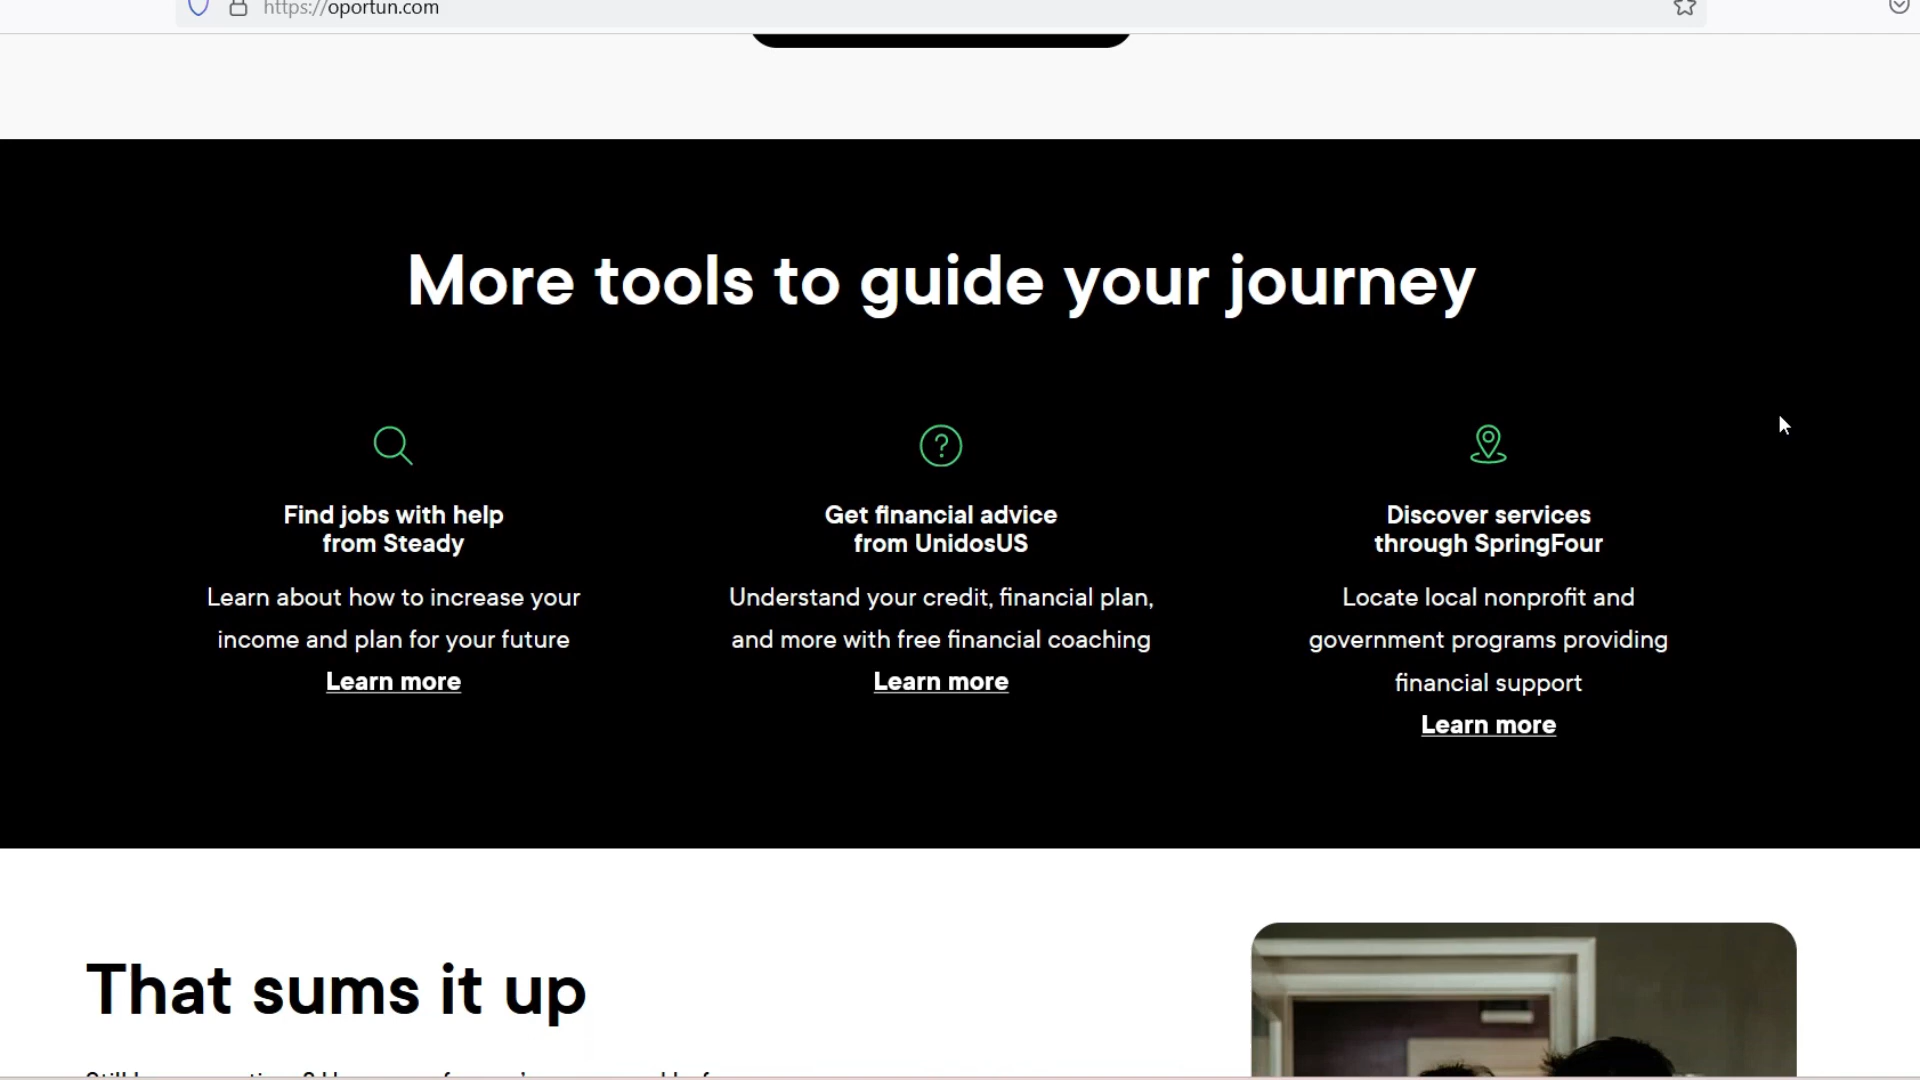 https://oportun.com
More tools to guide your journey
Find jobs with help
from Steady
Learn about how to increase your
income and plan for your future
Learn more
Get financial advice
from UnidosUS
Understand your credit, financial plan,
and more with free financial coaching
Learn more
Discover services
through SpringFour
Locate local nonprofit and
government programs providing
financial support
Learn more
That sums it up